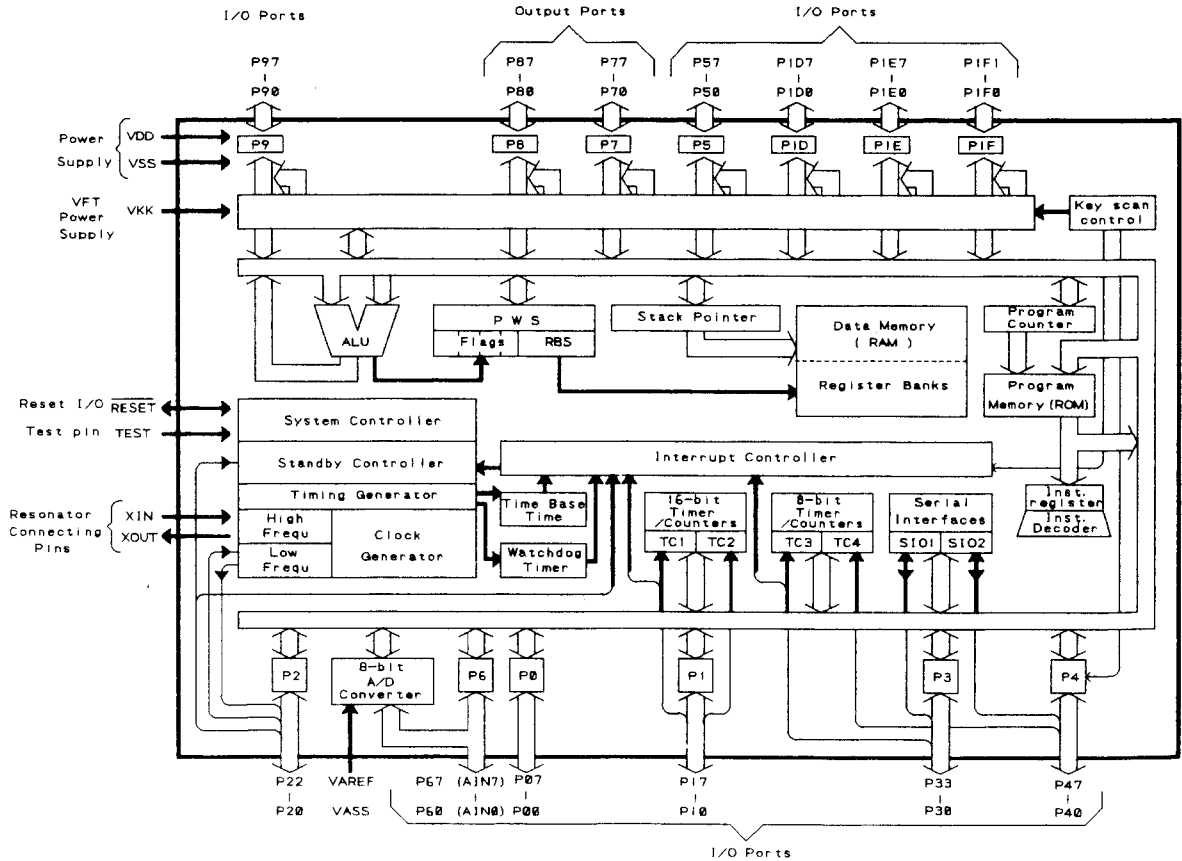 I/O Ports
Output Ports
I/O Ports
P97
P90
P87
P80
P77
P70
P57
P50
P1D7
P1D0
P1E7
P1E0
P1F1
P1F0
Power
Supply
VDD
VSS
P9
P8
P7
P5
P1D
P1E
P1F
VFT
Power
Supply
VKK
Key scan
control
ALU
P W S
Flags
RBS
Stack Pointer
Data Memory
( RAM )
Register Banks
Program
Counter
Program
Memory(ROM)
Reset I/O RESET
Test pin TEST
System Controller
Standby Controller
Interrupt Controller
Timing Generator
Time Base
Time
16-bit
Timer
/Counters
TC1
TC2
8-bit
Timer
/Counters
TC3
TC4
Serial
Interfaces
SIO1
SIO2
Inst.
register
Inst.
Decoder
Resonator
Connecting
Pins
XIN
XOUT
High
Frequ
Low
Frequ
Clock
Generator
Watchdog
Timer
P2
8-bit
A/D
Converter
P6
P0
P1
P3
P4
P22
P20
VAREF
VASS
P67 (AIN7)
P60 (AIN0)
P07
P00
P17
P10
P33
P30
P47
P40
I/O Ports